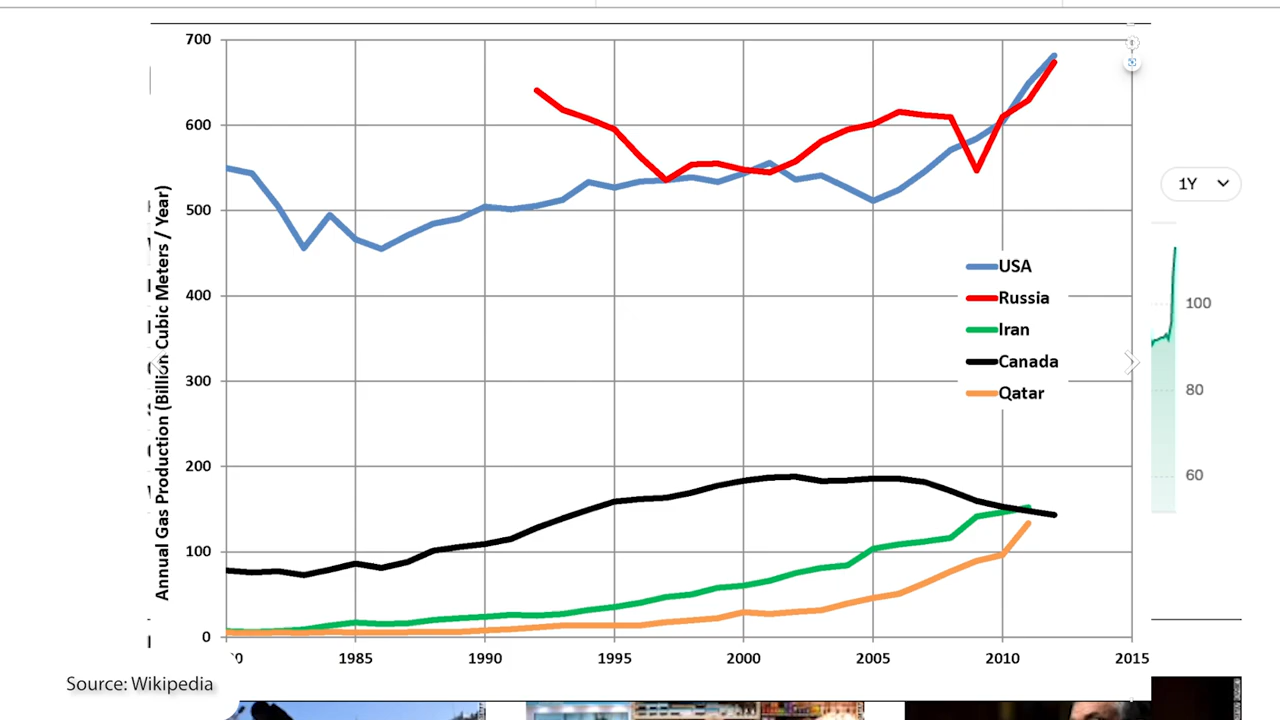 700
600
500
400
300
200
100
0
Annual Gas Production (Billion Cubic Meters / Year)
1985
1990
1995
2000
2005
2010
2015
USA
Russia
Iran
Canada
Qatar
1Y
100
80
60
Source: Wikipedia